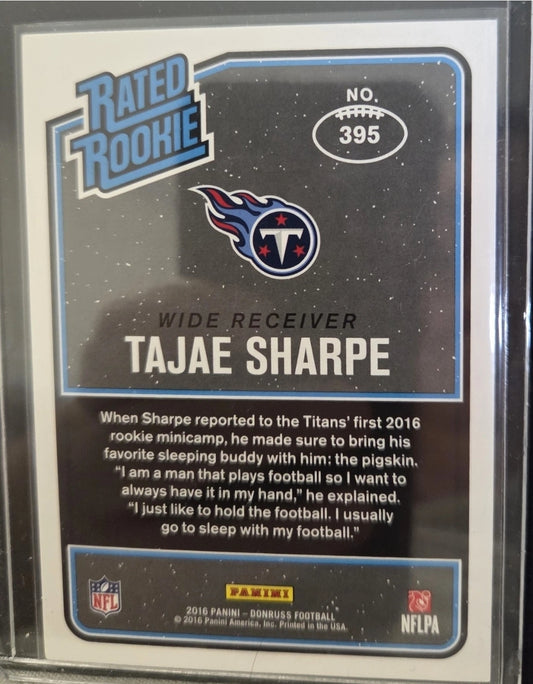 RATED
ROOKIE
NO.
395
T
WIDE RECEIVER
TAJAE SHARPE
When Sharpe reported to the Titans' first 2016
rookie minicamp, he made sure to bring his
favorite sleeping buddy with him: the pigskin.
"I am a man that plays football so I want to
always have it in my hand," he explained.
"I just like to hold the football. I usually
go to sleep with my football."
NFL
PANINI
2016 PANINI – DONRUSS FOOTBALL
© 2016 Panini America, Inc. Printed in the USA.
NFLPA